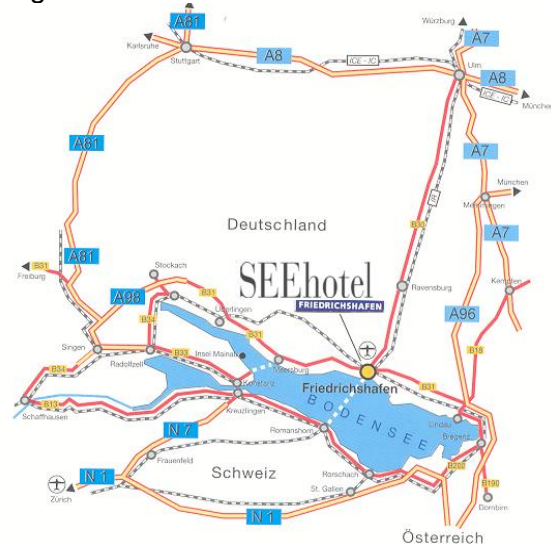 A81
Würzburg
A7
Karlsruhe
Stuttgart
A8
ICE - IC
Ulm
A8
ICE - IC
München
A81
A7
IR
München
Memmingen
B30
Deutschland
A7
A81
B31
Freiburg
Stockach
SEEhotel
FRIEDRICHSHAFEN
Ravensburg
Kempten
A98
B31
Überlingen
A96
B34
B31
B18
Singen
Radolfzell
B33
Insel Mainau
Meersburg
Friedrichshafen
B31
B34
Konstanz
B13
Kreuzlingen
BODENSEE
Lindau
Schaffhausen
N 7
Romanshorn
Bregenz
Frauenfeld
Schweiz
Rorschach
B202
N 1
Zürich
St. Gallen
B190
N 1
Dornbirn
Österreich